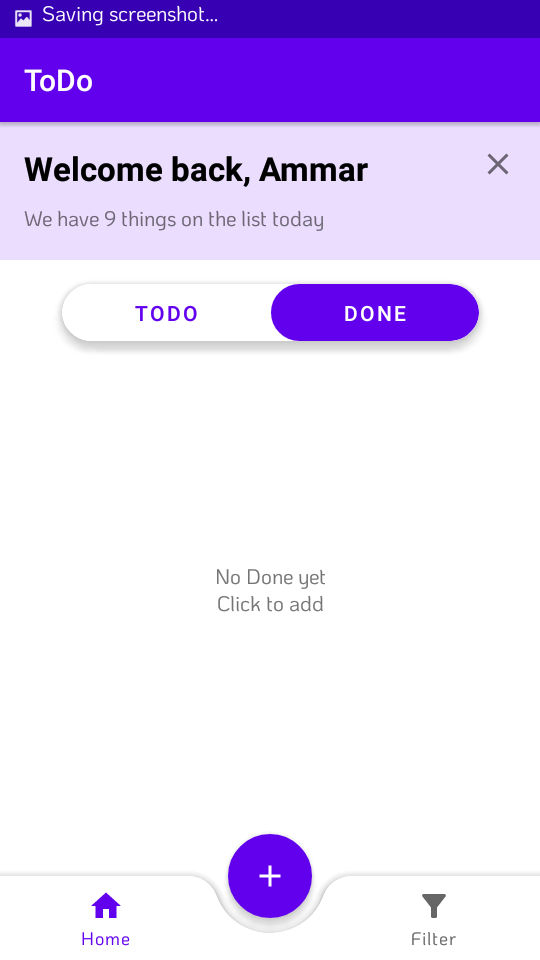 Saving screenshot...
ToDo
Welcome back, Ammar
We have 9 things on the list today
TODO
DONE
No Done yet
Click to add
Home
Filter